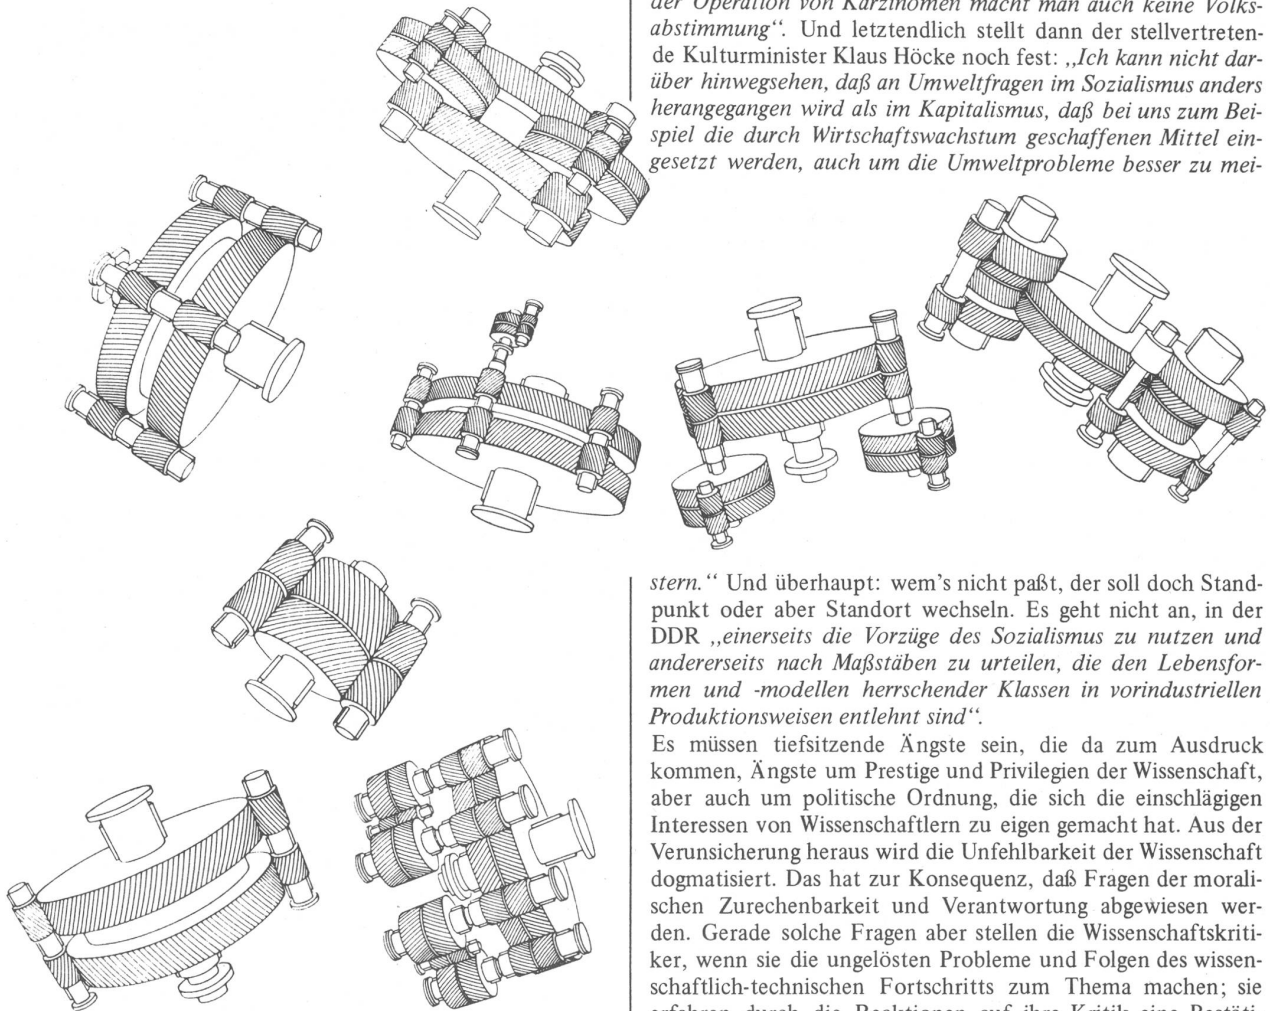 der Operation von Karzinomen macht man auch keine Volks-
abstimmung“. Und letztendlich stellt dann der stellvertreten-
de Kulturminister Klaus Höcke noch fest: „Ich kann nicht dar-
über hinwegsehen, daß an Umweltfragen im Sozialismus anders
herangegangen wird als im Kapitalismus, daß bei uns zum Bei-
spiel die durch Wirtschaftswachstum geschaffenen Mittel ein-
gesetzt werden, auch um die Umweltprobleme besser zu mei-
stern.“ Und überhaupt: wem's nicht paßt, der soll doch Stand-
punkt oder aber Standort wechseln. Es geht nicht an, in der
DDR „einerseits die Vorzüge des Sozialismus zu nutzen und
andererseits nach Maßstäben zu urteilen, die den Lebensfor-
men und -modellen herrschender Klassen in vorindustriellen
Produktionsweisen entlehnt sind“.
Es müssen tiefsitzende Ängste sein, die da zum Ausdruck
kommen, Ängste um Prestige und Privilegien der Wissenschaft,
aber auch um politische Ordnung, die sich die einschlägigen
Interessen von Wissenschaftlern zu eigen gemacht hat. Aus der
Verunsicherung heraus wird die Unfehlbarkeit der Wissenschaft
dogmatisiert. Das hat zur Konsequenz, daß Fragen der morali-
schen Zurechenbarkeit und Verantwortung abgewiesen wer-
den. Gerade solche Fragen aber stellen die Wissenschaftskriti-
ker, wenn sie die ungelösten Probleme und Folgen des wissen-
schaftlich-technischen Fortschritts zum Thema machen; sie
erfahren durch die Reaktionen auf ihre Kritik eine Bestäti-